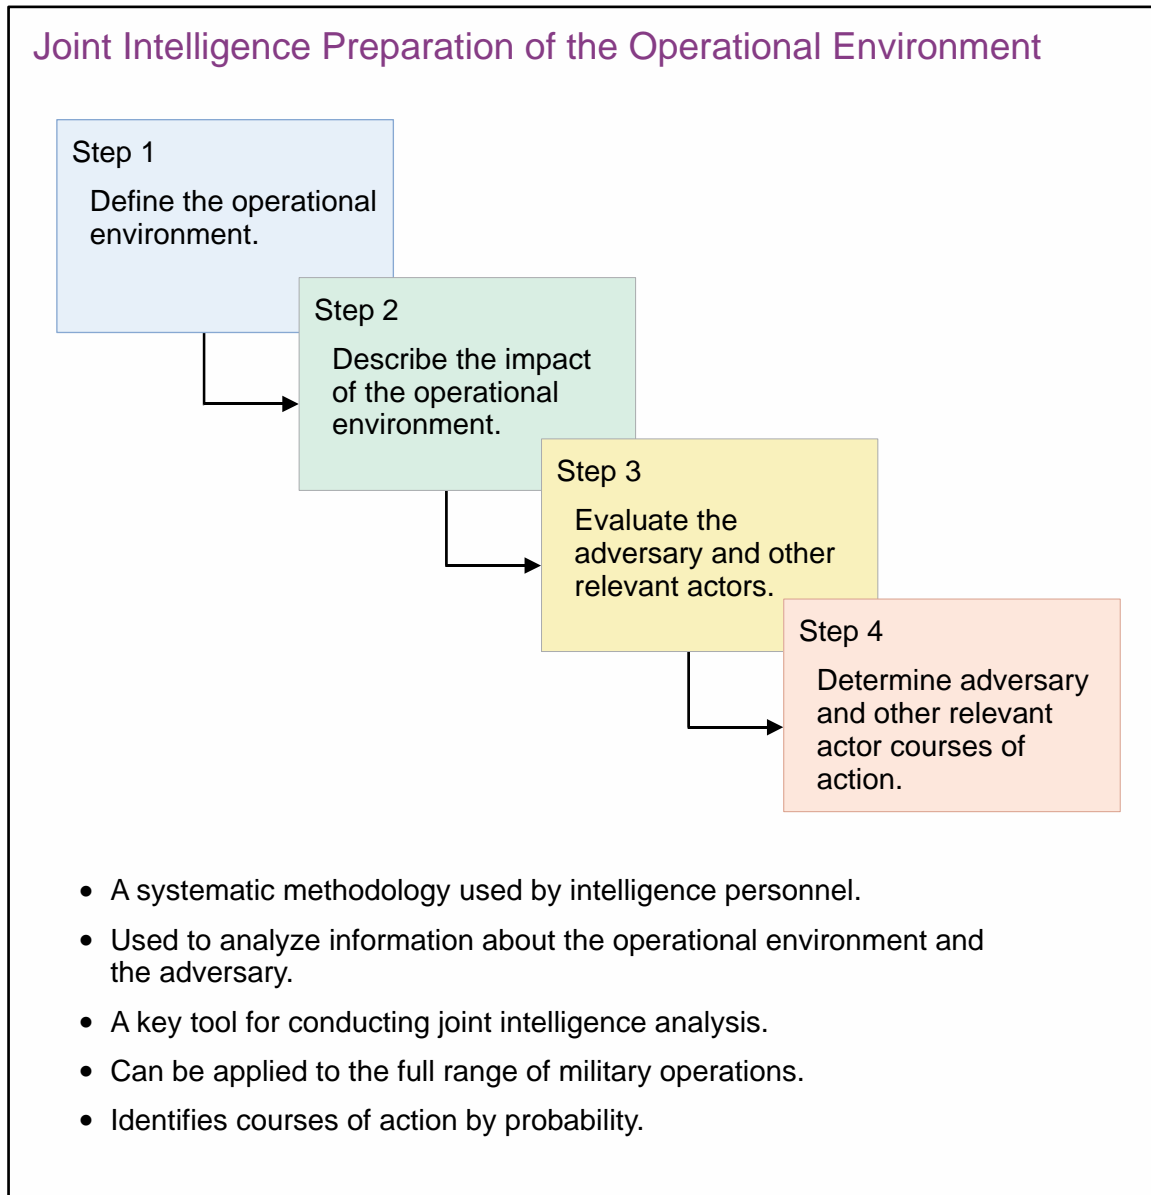 Joint Intelligence Preparation of the Operational Environment
Step 1
Define the operational
environment.
Step 2
Describe the impact
of the operational
environment.
Step 3
Evaluate the
adversary and other
relevant actors.
Step 4
Determine adversary
and other relevant
actor courses of
action.
• A systematic methodology used by intelligence personnel.
• Used to analyze information about the operational environment and
the adversary.
• A key tool for conducting joint intelligence analysis.
• Can be applied to the full range of military operations.
• Identifies courses of action by probability.